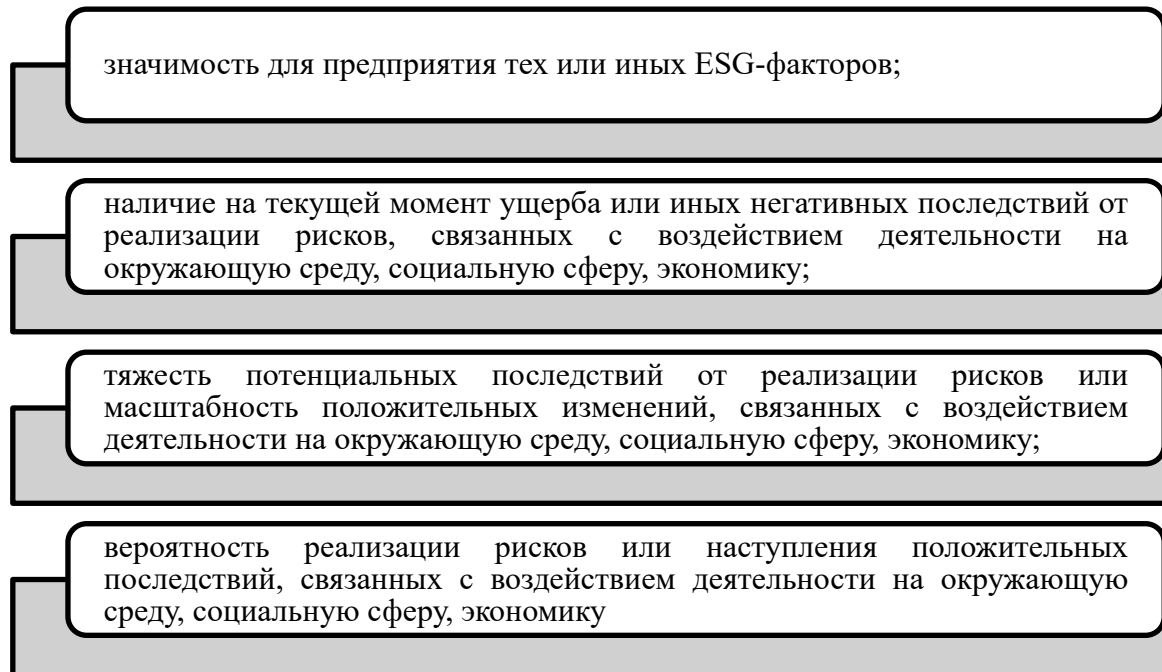 значимость для предприятия тех или иных ESG-факторов;
наличие на текущей момент ущерба или иных негативных последствий от
реализации рисков, связанных с воздействием деятельности на
окружающую среду, социальную сферу, экономику;
тяжесть потенциальных последствий от реализации рисков или
масштабность положительных изменений, связанных с воздействием
деятельности на окружающую среду, социальную сферу, экономику;
вероятность реализации рисков или наступления положительных
последствий, связанных с воздействием деятельности на окружающую
среду, социальную сферу, экономику